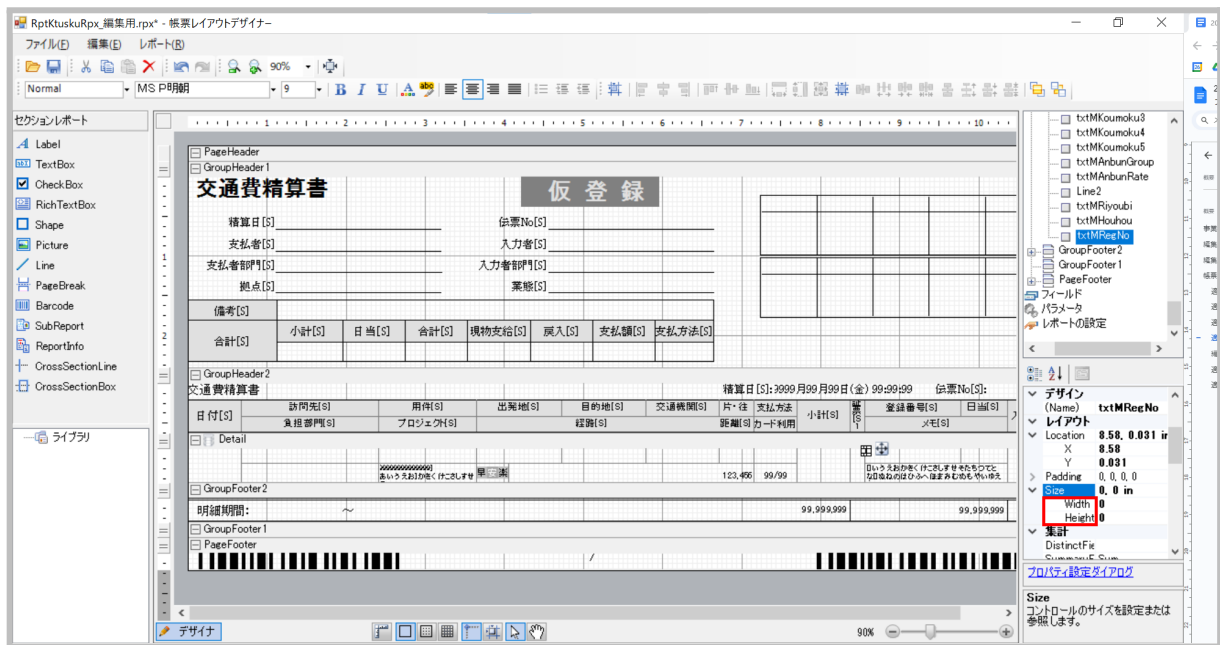 RptKtuskuRpx_編集用.rpx* - 帳票レイアウトデザイナー
ファイル(F) 編集(E) レポート(R)
90%
Normal MS P明朝 9 B I U A abc
セクションレポート
Label
TextBox
CheckBox
RichTextBox
Shape
Picture
Line
PageBreak
Barcode
SubReport
ReportInfo
CrossSectionLine
CrossSectionBox
ライブラリ
1 2 3 4 5 6 7 8 9 10
PageHeader
GroupHeader1
交通費精算書 仮登録
精算日[S] 伝票No[S]
支払者[S] 入力者[S]
支払者部門[S] 入力者部門[S]
拠点[S] 業態[S]
備考[S]
合計[S] 小計[S] 日当[S] 合計[S] 現物支給[S] 戻入[S] 支払額[S] 支払方法[S]
GroupHeader2
交通費精算書 精算日[S]:9999月99月99日(金) 99:99:99 伝票No[S]:
日付[S] 訪問先[S] 用件[S] 出発地[S] 目的地[S] 交通機関[S] 片・往 支払方法 小計[S] 登録番号[S] 日当[S]
負担部門[S] プロジェクト[S] 経路[S] 距離[S] カード利用 メモ[S]
Detail
123,456 99/99
GroupFooter2
明細期間: ～ 99,999,999 99,999,999
GroupFooter1
PageFooter
/
デザイナ
90%
txtMKoumoku3
txtMKoumoku4
txtMKoumoku5
txtMAnbunGroup
txtMAnbunRate
Line2
txtMRiyoubi
txtMHouhou
txtMRegNo
GroupFooter2
GroupFooter1
PageFooter
フィールド
パラメータ
レポートの設定
デザイン
(Name) txtMRegNo
レイアウト
Location 8.58, 0.031 ir
X 8.58
Y 0.031
Padding 0, 0, 0, 0
Size 0, 0 in
Width 0
Height 0
集計
DistinctFie
SummaryF Sum
プロパティ設定ダイアログ
Size
コントロールのサイズを設定または
参照します。